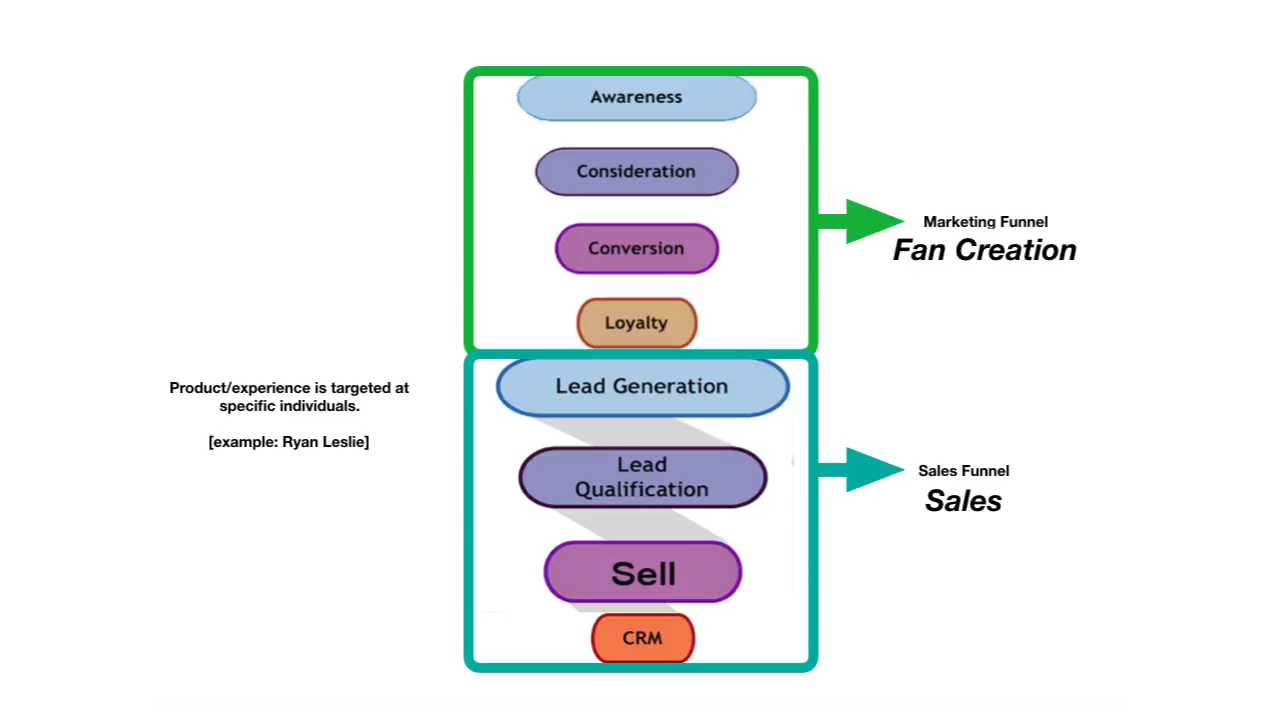 Awareness
Consideration
Conversion
Loyalty
Marketing Funnel
Fan Creation
Product/experience is targeted at
specific individuals.
[example: Ryan Leslie]
Lead Generation
Lead
Qualification
Sell
CRM
Sales Funnel
Sales